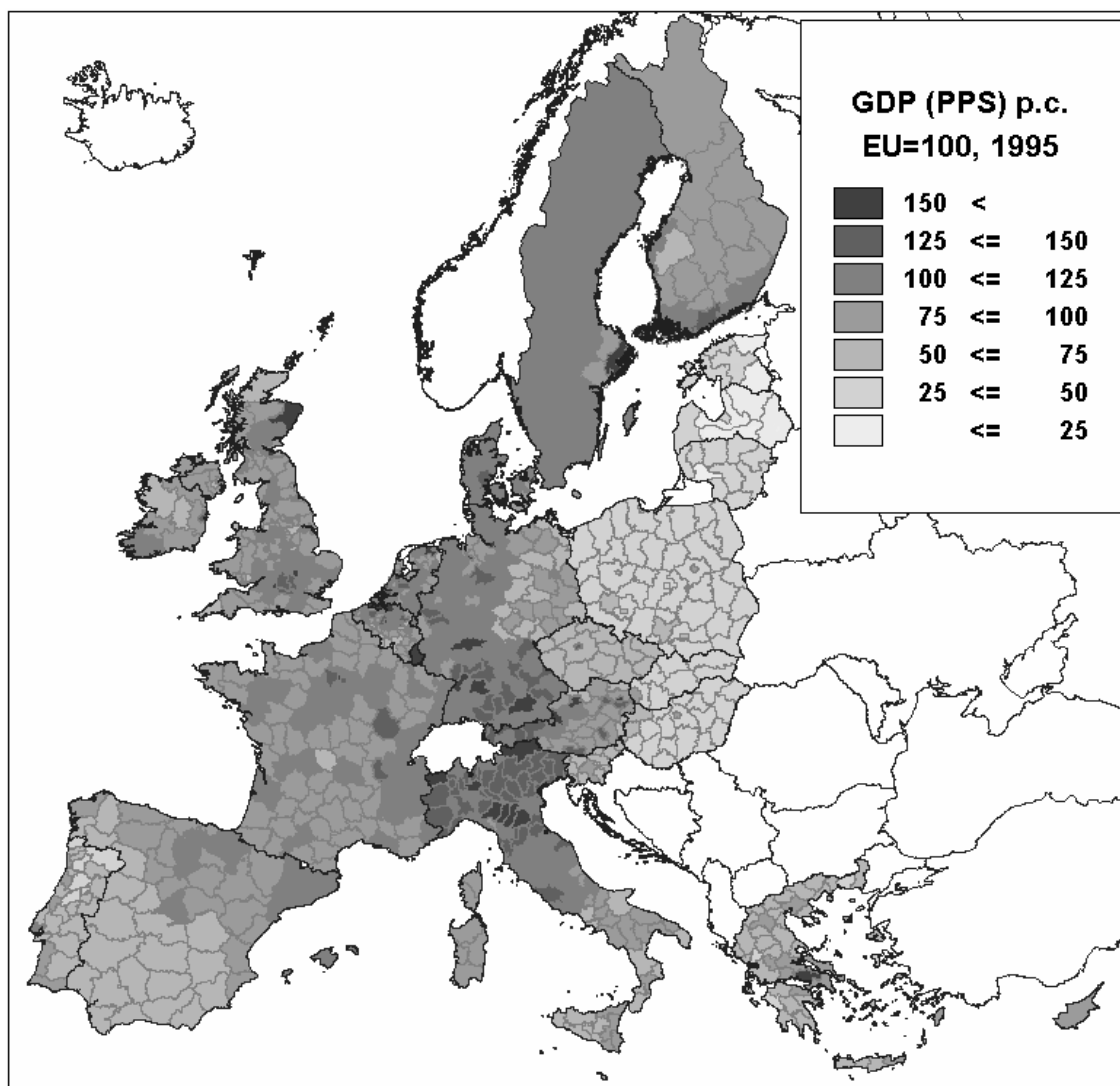 GDP (PPS) p.c.
EU=100, 1995
150 <
125 <= 150
100 <= 125
75 <= 100
50 <= 75
25 <= 50
<= 25